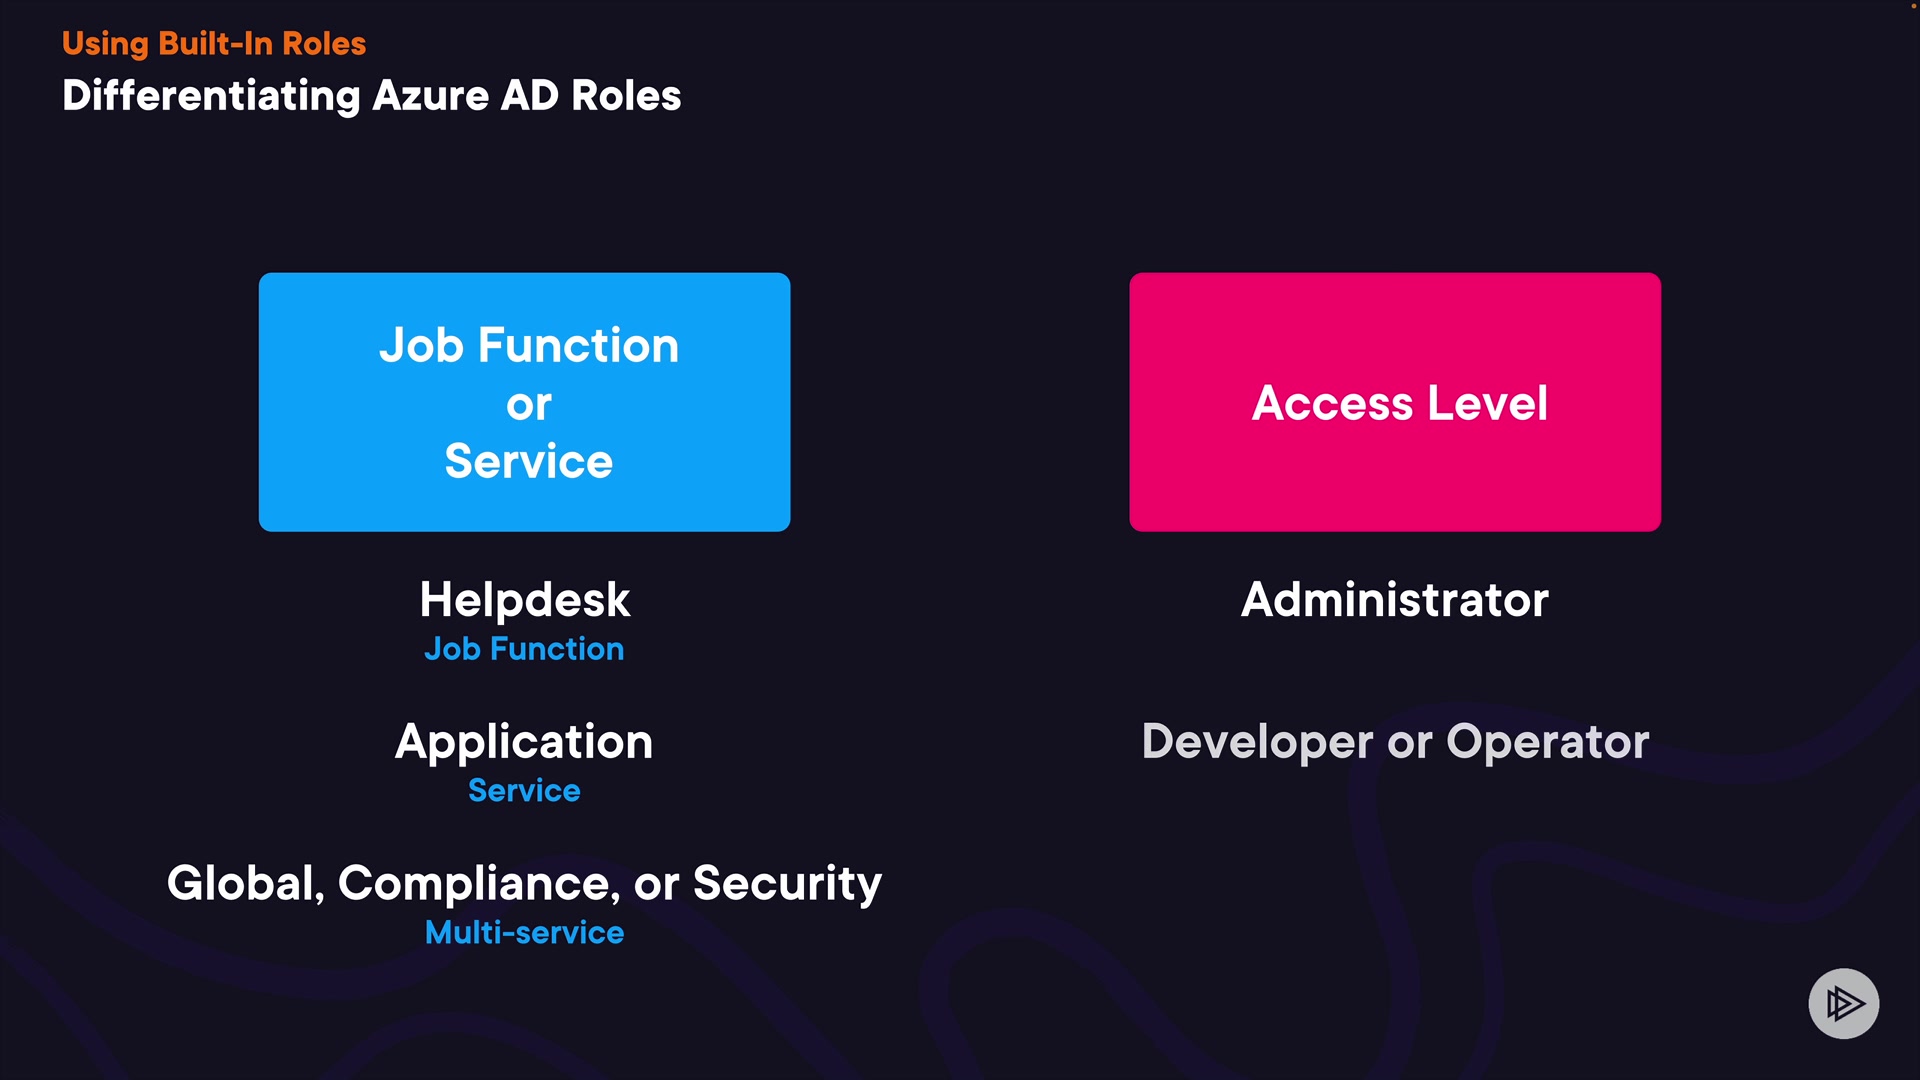 Using Built-In Roles
Differentiating Azure AD Roles
Job Function
or
Service
Access Level
Helpdesk
Job Function
Application
Service
Global, Compliance, or Security
Multi-service
Administrator
Developer or Operator